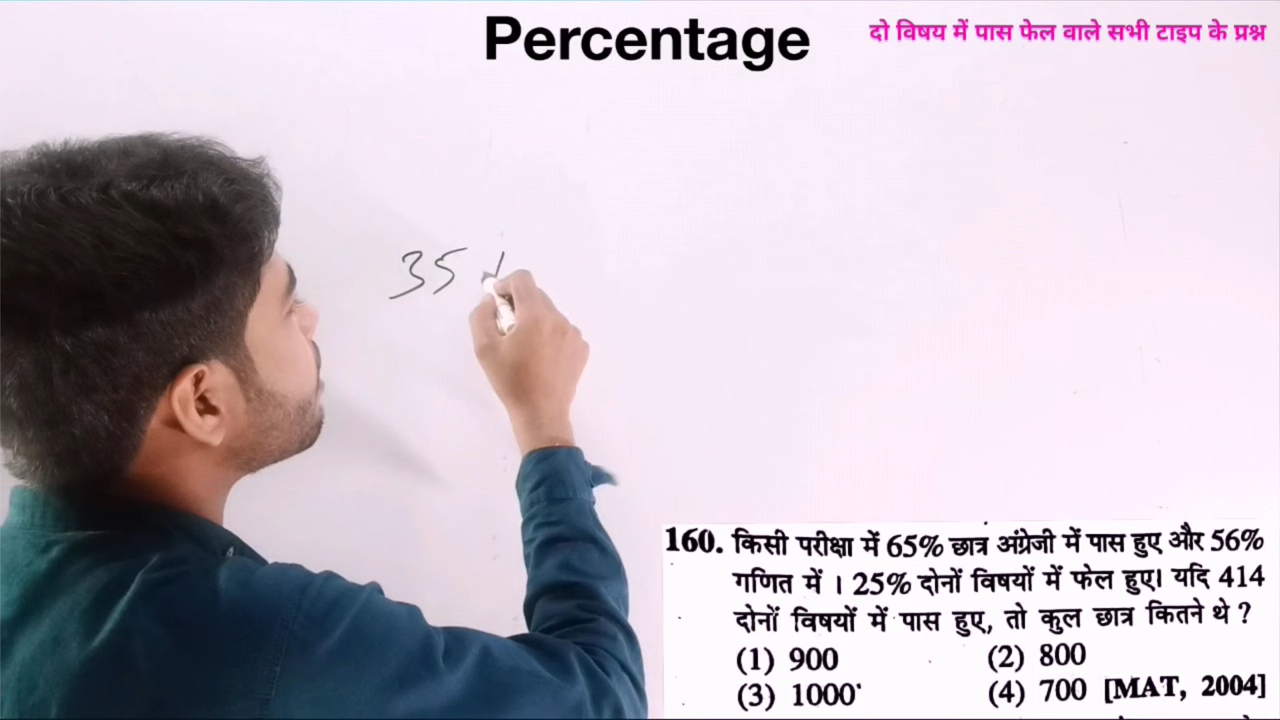 Percentage
दो विषय में पास फेल वाले सभी टाइप के प्रश्न
35
160. किसी परीक्षा में 65% छात्र अंग्रेजी में पास हुए और 56%
गणित में । 25% दोनों विषयों में फेल हुए। यदि 414
दोनों विषयों में पास हुए, तो कुल छात्र कितने थे ?
(1) 900 (2) 800
(3) 1000 (4) 700 [MAT, 2004]